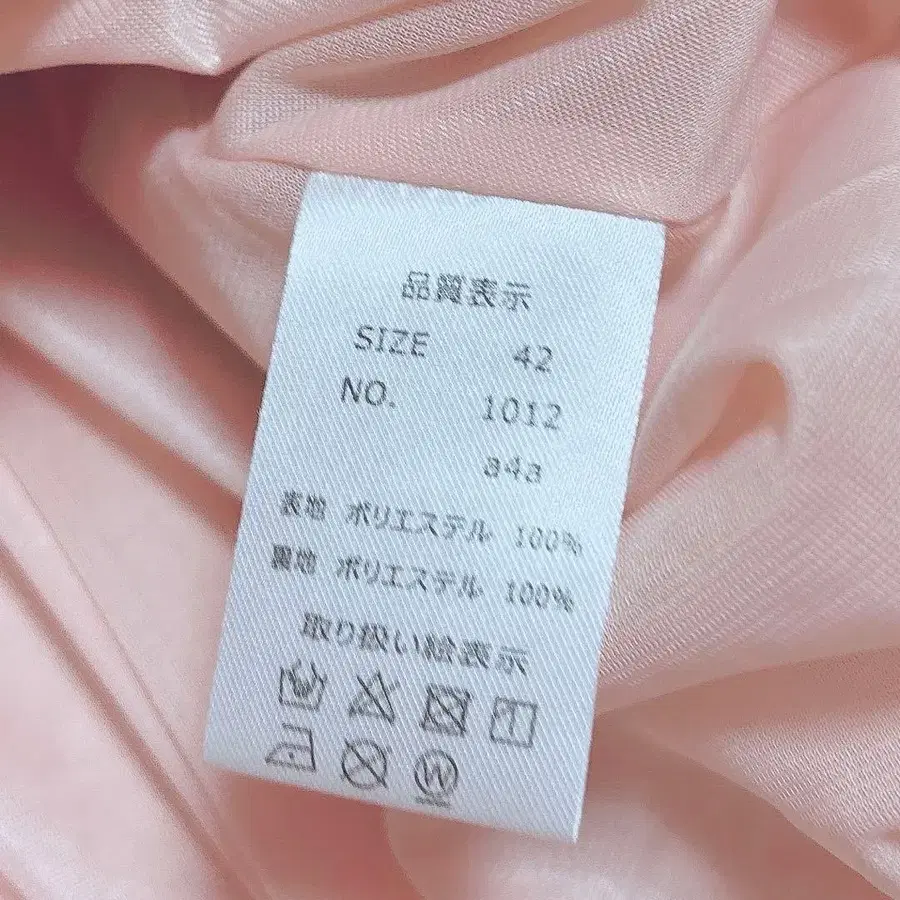 品質表示
SIZE 42
NO. 1012
a4a
表地 ポリエステル 100%
裏地 ポリエステル 100%
取り扱い絵表示
W